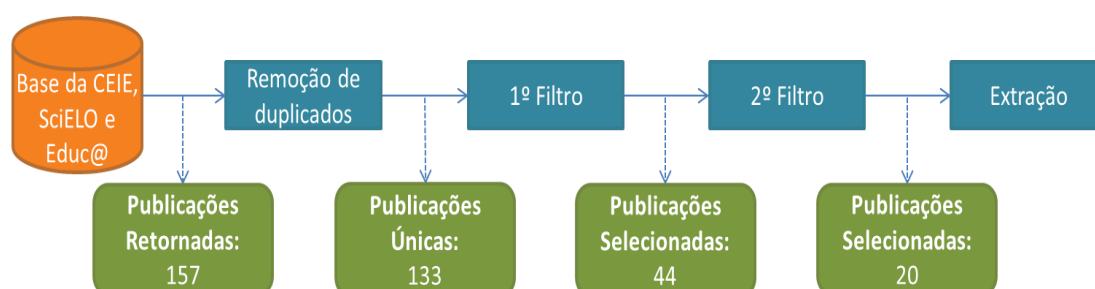 Base da CEIE,
SciELO e
Educ@
Remoção de
duplicados
1º Filtro
2º Filtro
Extração
Publicações
Retornadas:
157
Publicações
Únicas:
133
Publicações
Selecionadas:
44
Publicações
Selecionadas:
20